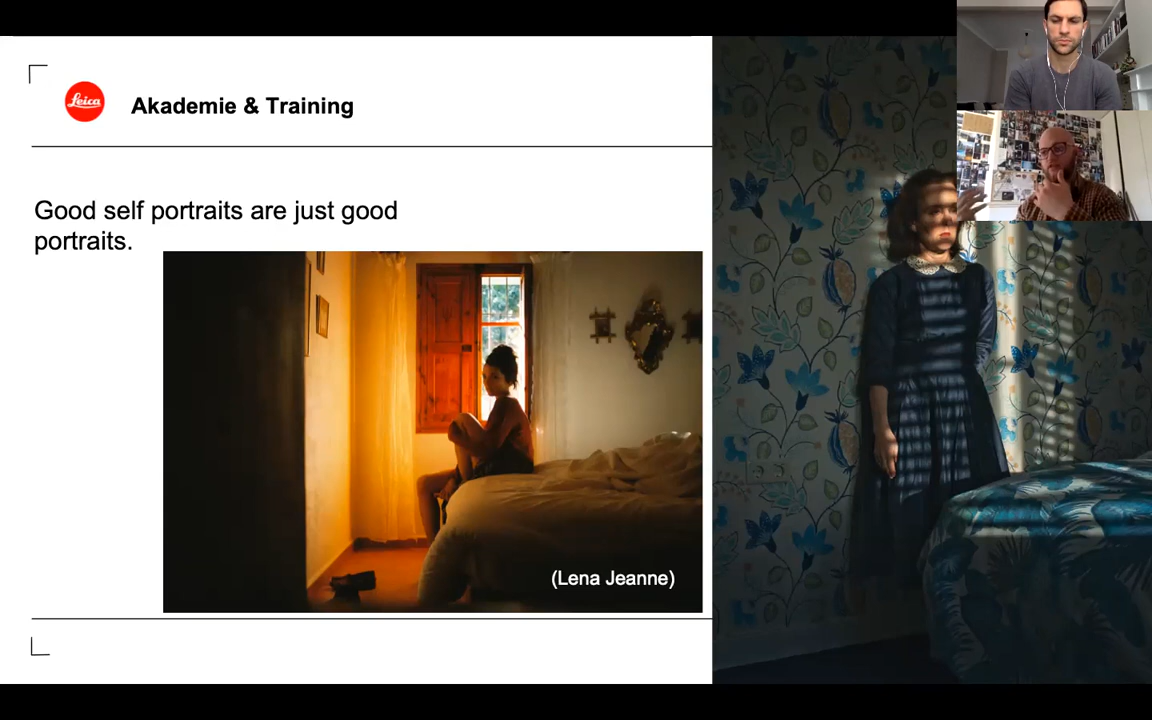 Leica
Akademie & Training
Good self portraits are just good
portraits.
(Lena Jeanne)